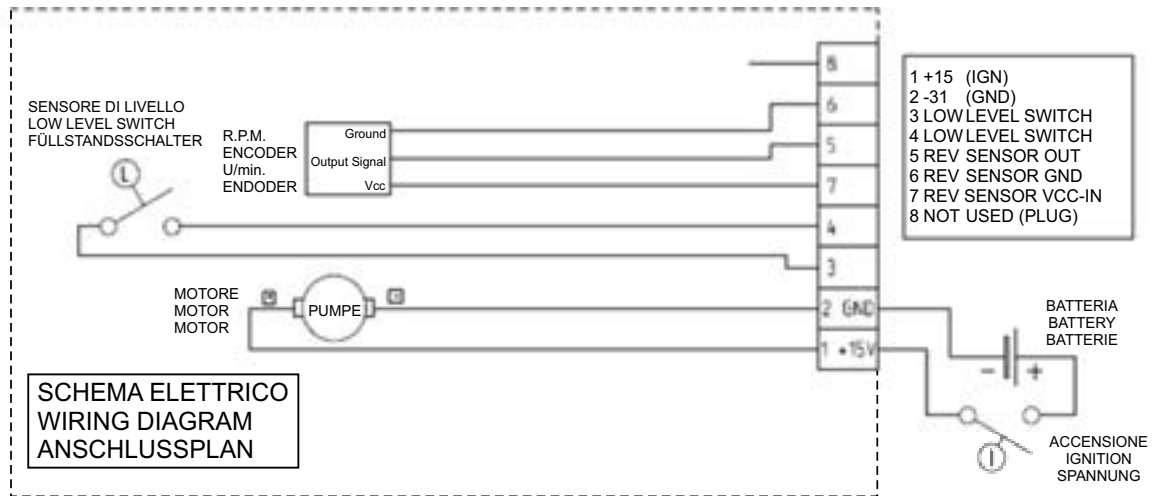 8
6
5
7
4
3
2 GND
1 +15V
1 +15 (IGN)
2 -31 (GND)
3 LOW LEVEL SWITCH
4 LOW LEVEL SWITCH
5 REV SENSOR OUT
6 REV SENSOR GND
7 REV SENSOR VCC-IN
8 NOT USED (PLUG)
SENSORE DI LIVELLO
LOW LEVEL SWITCH
FÜLLSTANDSSCHALTER
L
R.P.M.
ENCODER
U/min.
ENDODER
Ground
Output Signal
Vcc
MOTORE
MOTOR
MOTOR
PUMPE
BATTERIA
BATTERY
BATTERIE
- +
I
ACCENSIONE
IGNITION
SPANNUNG
SCHEMA ELETTRICO
WIRING DIAGRAM
ANSCHLUSSPLAN